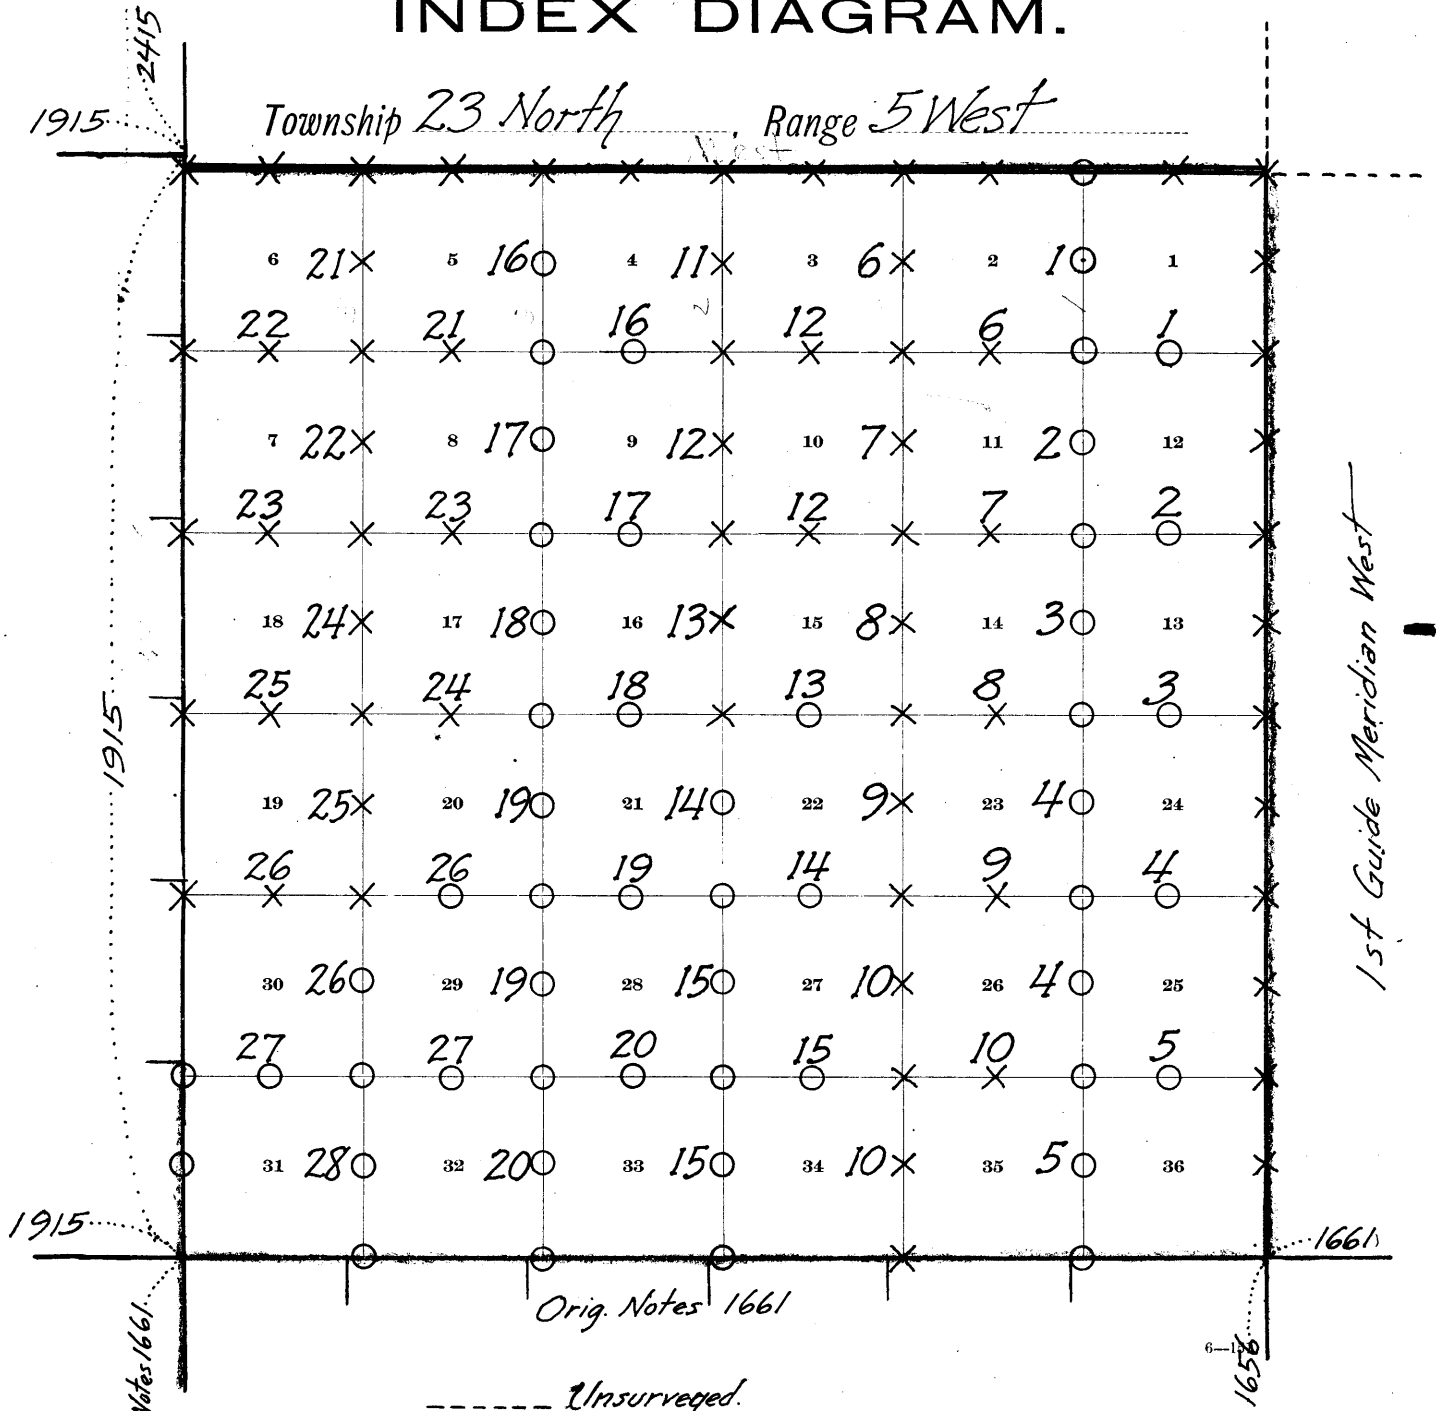 INDEX DIAGRAM.
2415
1915
Township 23 North, Range 5 West
6 21 5 16 4 11 3 6 2 1 1
22 21 16 12 6 1
7 22 8 17 9 12 10 7 11 2 12
23 23 17 12 7 2
18 24 17 18 16 13 15 8 14 3 13
25 24 18 13 8 3
1915
1st Guide Meridian West
19 25 20 19 21 14 22 9 23 4 24
26 26 19 14 9 4
30 26 29 19 28 15 27 10 26 4 25
27 27 20 15 10 5
31 28 32 20 33 15 34 10 35 5 36
1915
1661
Orig. Notes 1661
Notes 1661
1656
Unsurveyed.